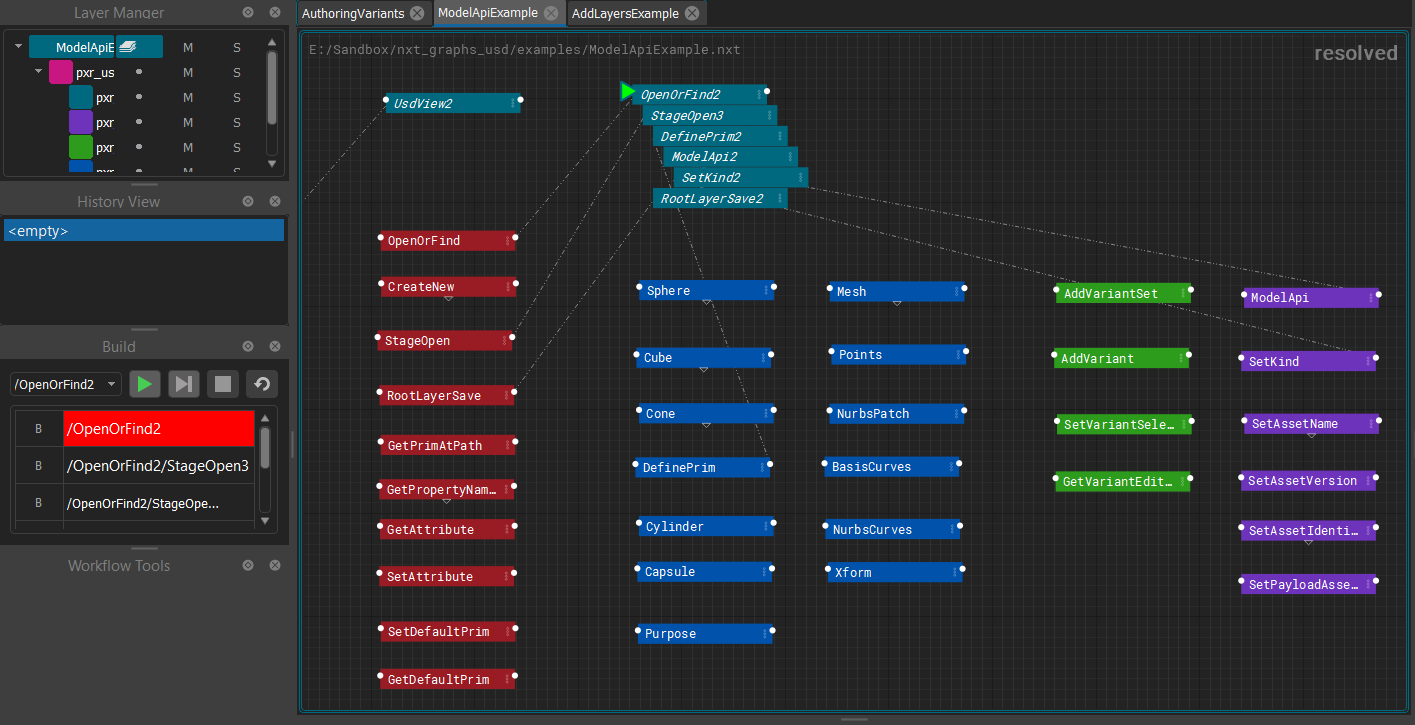 Layer Manger
ModelApiE M S
pxr_us M S
pxr M S
pxr M S
pxr M S
M S
History View
<empty>
Build
/OpenOrFind2
B /OpenOrFind2
B /OpenOrFind2/StageOpen3
B /OpenOrFind2/StageOpe...
Workflow Tools
AuthoringVariants ModelApiExample AddLayersExample
E:/Sandbox/nxt_graphs_usd/examples/ModelApiExample.nxt
resolved
UsdView2
OpenOrFind2
StageOpen3
DefinePrim2
ModelApi2
SetKind2
RootLayerSave2
OpenOrFind
CreateNew
StageOpen
RootLayerSave
GetPrimAtPath
GetPropertyNam...
GetAttribute
SetAttribute
SetDefaultPrim
GetDefaultPrim
Sphere
Cube
Cone
DefinePrim
Cylinder
Capsule
Purpose
Mesh
Points
NurbsPatch
BasisCurves
NurbsCurves
Xform
AddVariantSet
AddVariant
SetVariantSele...
GetVariantEdit...
ModelApi
SetKind
SetAssetName
SetAssetVersion
SetAssetIdenti...
SetPayloadAsse...